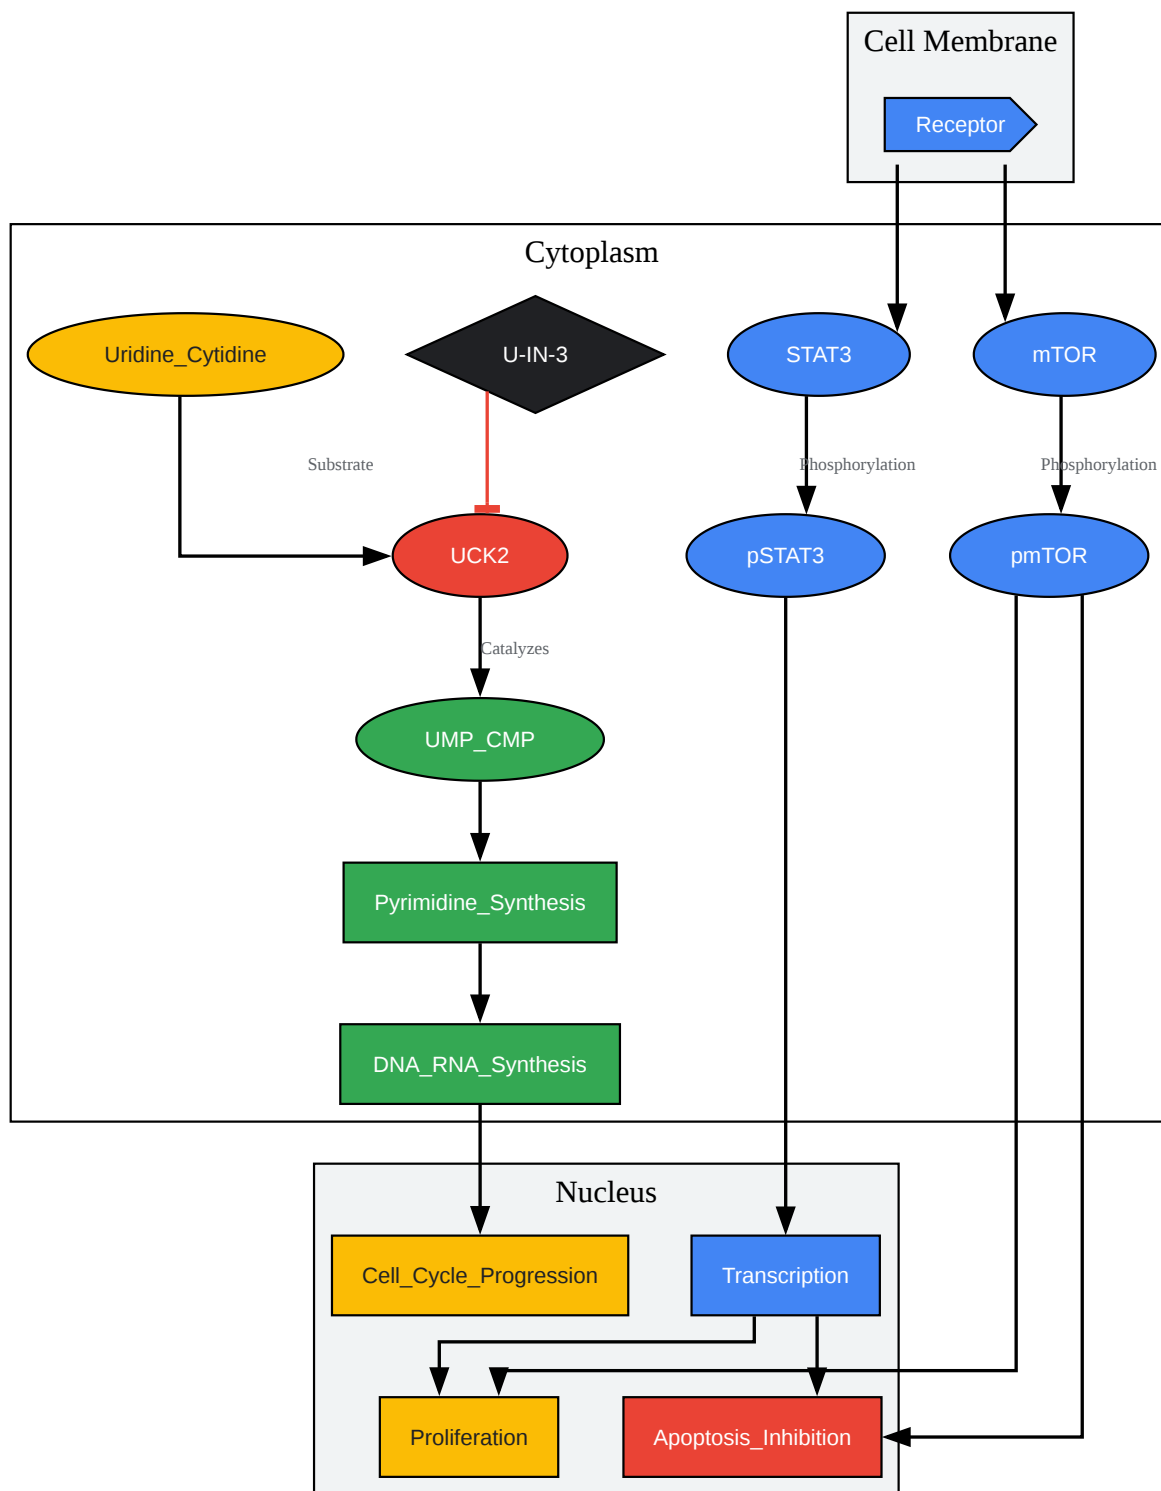 Cell Membrane
Receptor
Cytoplasm
Uridine_Cytidine
U-IN-3
STAT3
mTOR
Substrate
Phosphorylation
Phosphorylation
UCK2
pSTAT3
pmTOR
Catalyzes
UMP_CMP
Pyrimidine_Synthesis
DNA_RNA_Synthesis
Nucleus
Cell_Cycle_Progression
Transcription
Proliferation
Apoptosis_Inhibition